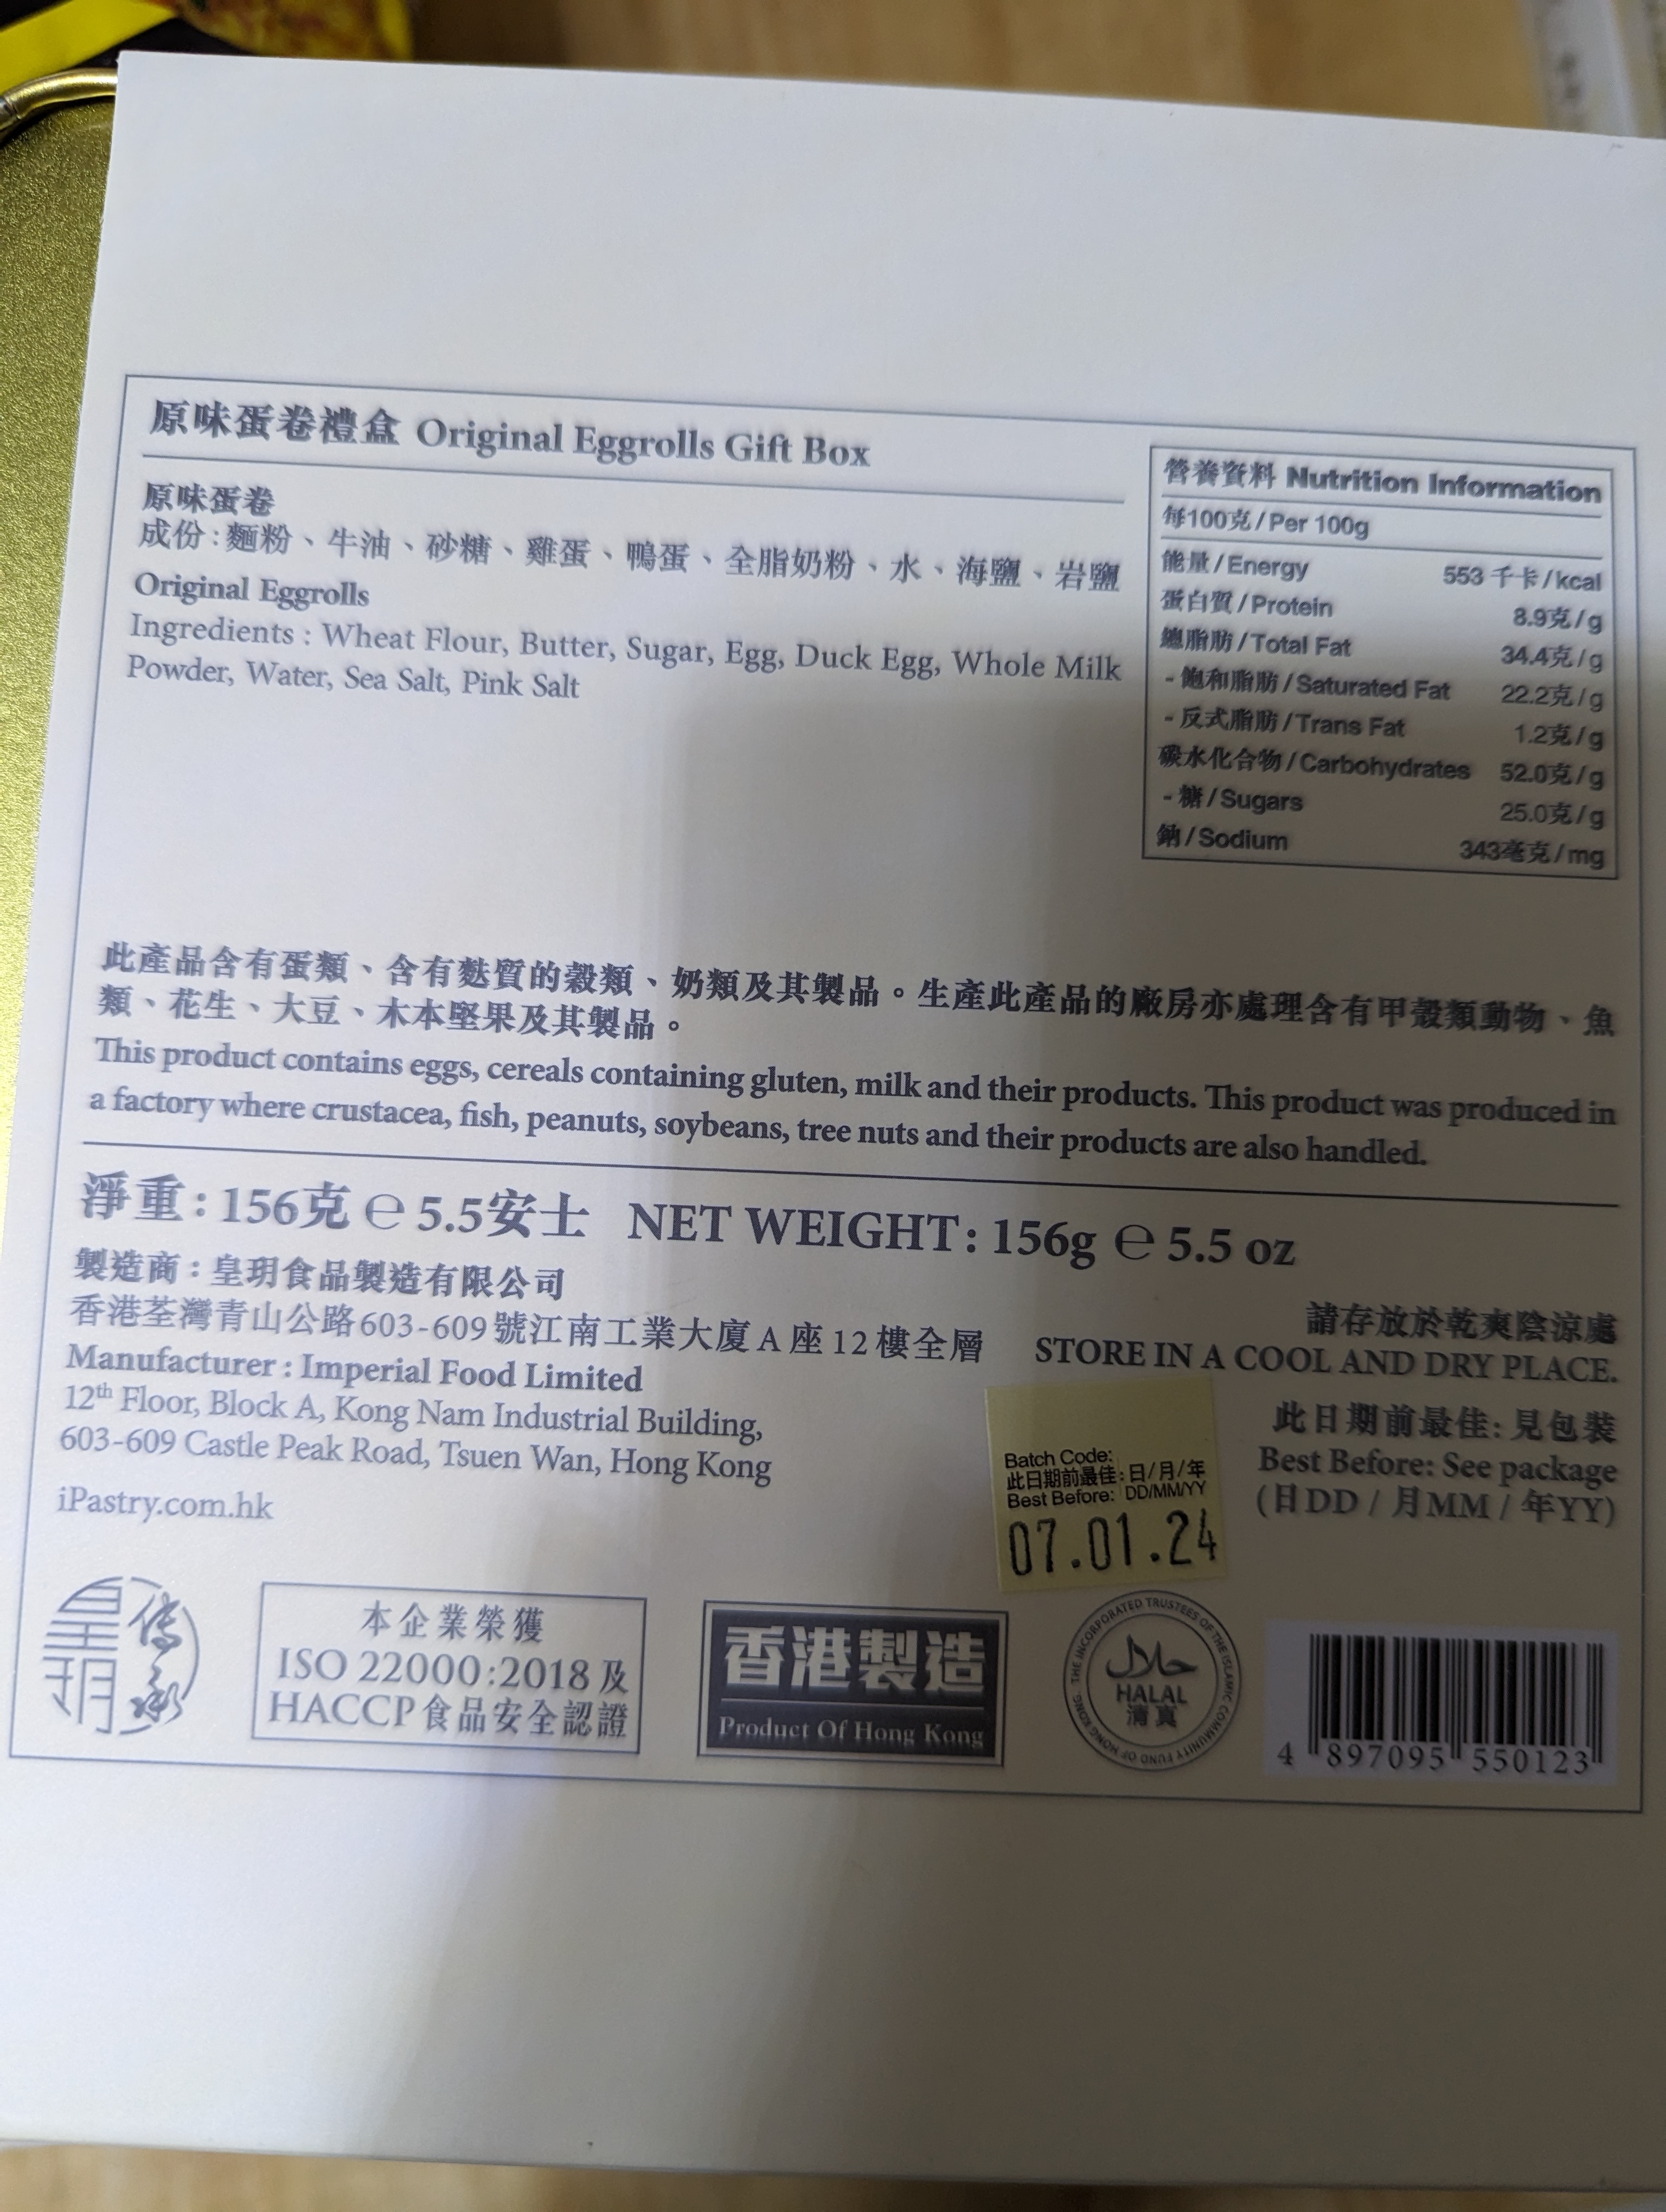 原味蛋卷禮盒 Original Eggrolls Gift Box
原味蛋卷
成份:麵粉、牛油、砂糖、雞蛋、鴨蛋、全脂奶粉、水、海鹽、岩鹽
Original Eggrolls
Ingredients : Wheat Flour, Butter, Sugar, Egg, Duck Egg, Whole Milk
Powder, Water, Sea Salt, Pink Salt
營養資料 Nutrition Information
每100克/Per 100g
能量/Energy 553 千卡/kcal
蛋白質/Protein 8.9克/g
總脂肪/Total Fat 34.4克/g
- 飽和脂肪/Saturated Fat 22.2克/g
- 反式脂肪/Trans Fat 1.2克/g
碳水化合物/Carbohydrates 52.0克/g
- 糖/Sugars 25.0克/g
鈉/Sodium 343毫克/mg
此產品含有蛋類、含有麩質的穀類、奶類及其製品。生產此產品的廠房亦處理含有甲殼類動物、魚
類、花生、大豆、木本堅果及其製品。
This product contains eggs, cereals containing gluten, milk and their products. This product was produced in
a factory where crustacea, fish, peanuts, soybeans, tree nuts and their products are also handled.
淨重:156克 ℮ 5.5安士 NET WEIGHT: 156g ℮ 5.5 oz
製造商:皇玥食品製造有限公司
香港荃灣青山公路603-609號江南工業大廈A座12樓全層
Manufacturer : Imperial Food Limited
12th Floor, Block A, Kong Nam Industrial Building,
603-609 Castle Peak Road, Tsuen Wan, Hong Kong
iPastry.com.hk
請存放於乾爽陰涼處
STORE IN A COOL AND DRY PLACE.
此日期前最佳:見包裝
Best Before: See package
(日DD / 月MM / 年YY)
Batch Code:
此日期前最佳:日/月/年
Best Before: DD/MM/YY
07.01.24
皇玥 傳承
本企業榮獲
ISO 22000:2018 及
HACCP食品安全認證
香港製造
Product Of Hong Kong
THE INCORPORATED TRUSTEES OF THE ISLAMIC COMMUNITY FUND OF HONG KONG
حلال
HALAL
清真
4 897095 550123